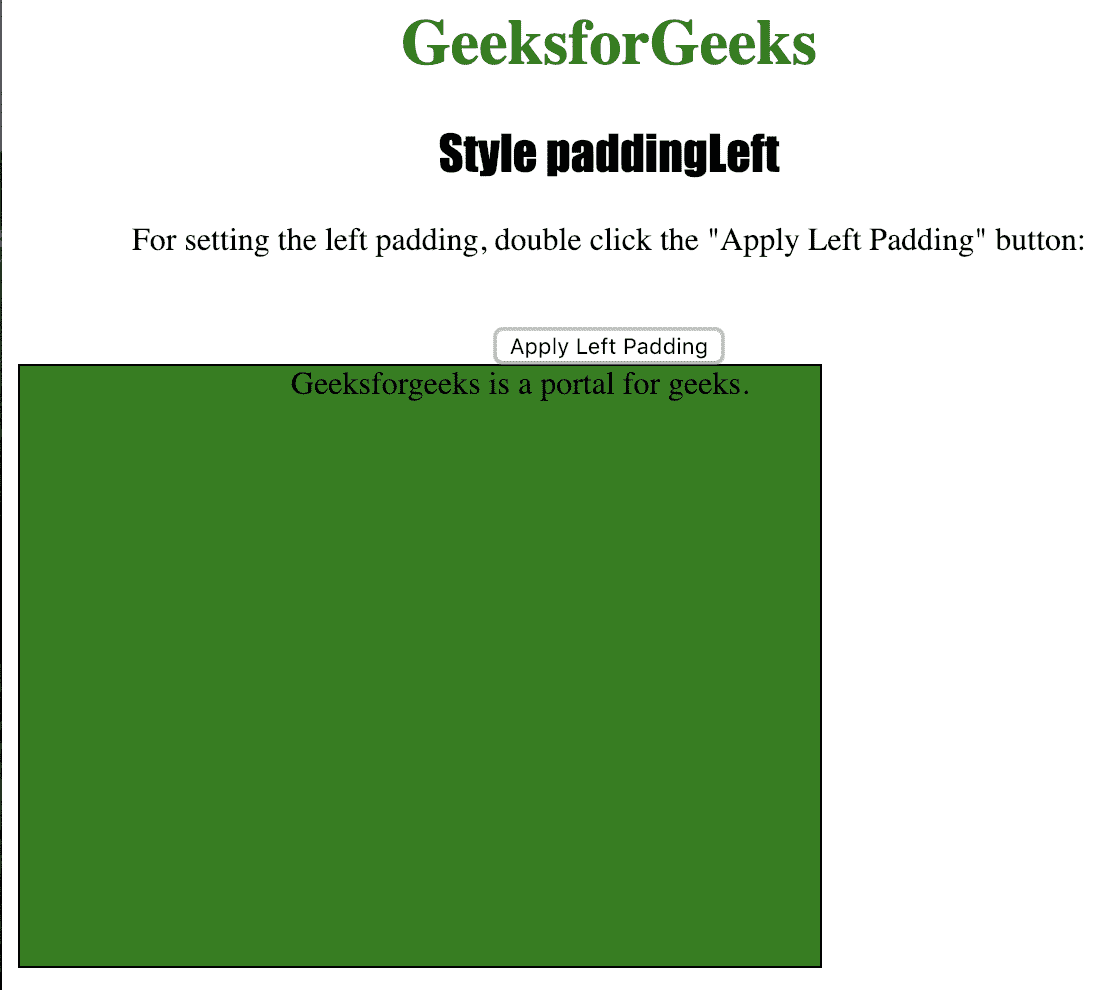 GeeksforGeeks
Style paddingLeft
For setting the left padding, double click the "Apply Left Padding" button:
Apply Left Padding
Geeksforgeeks is a portal for geeks.